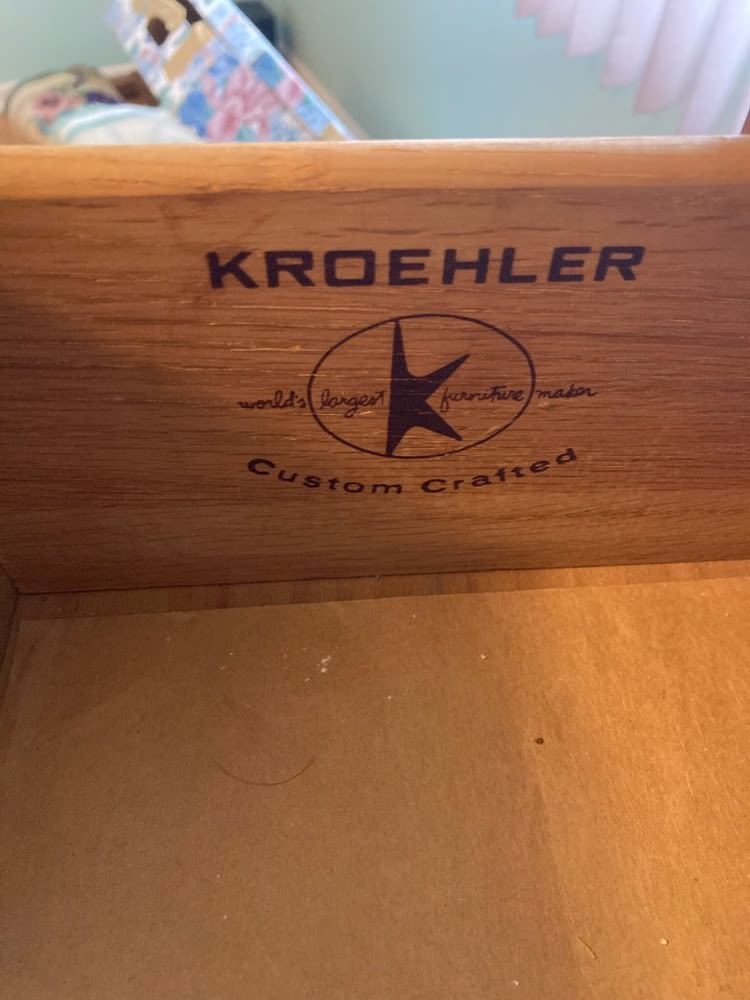 KROEHLER
K
world's largest furniture maker
Custom Crafted